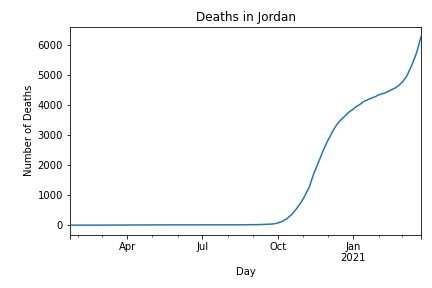 Deaths in Jordan
6000
5000
4000
3000
2000
1000
0
Number of Deaths
Apr
Jul
Oct
Jan
2021
Day